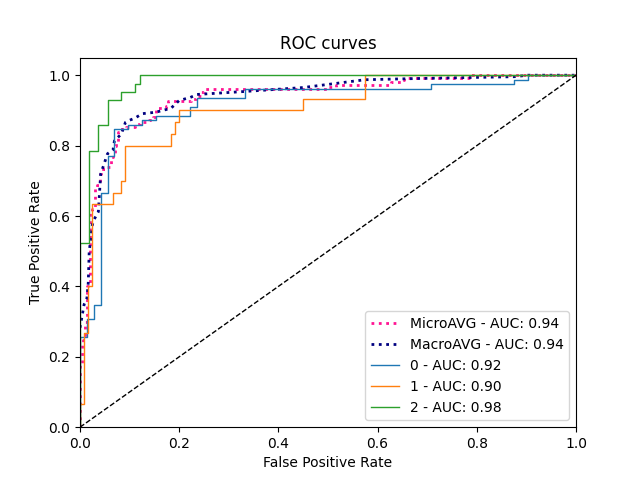 ROC curves
True Positive Rate
1.0
0.8
0.6
0.4
0.2
0.0
0.0 0.2 0.4 0.6 0.8 1.0
False Positive Rate
MicroAVG - AUC: 0.94
MacroAVG - AUC: 0.94
0 - AUC: 0.92
1 - AUC: 0.90
2 - AUC: 0.98